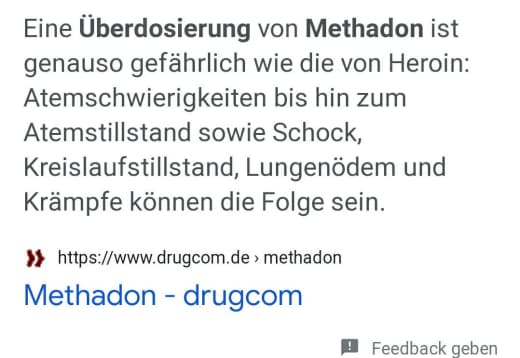 Eine Überdosierung von Methadon ist
genauso gefährlich wie die von Heroin:
Atemschwierigkeiten bis hin zum
Atemstillstand sowie Schock,
Kreislaufstillstand, Lungenödem und
Krämpfe können die Folge sein.
https://www.drugcom.de › methadon
Methadon - drugcom
Feedback geben